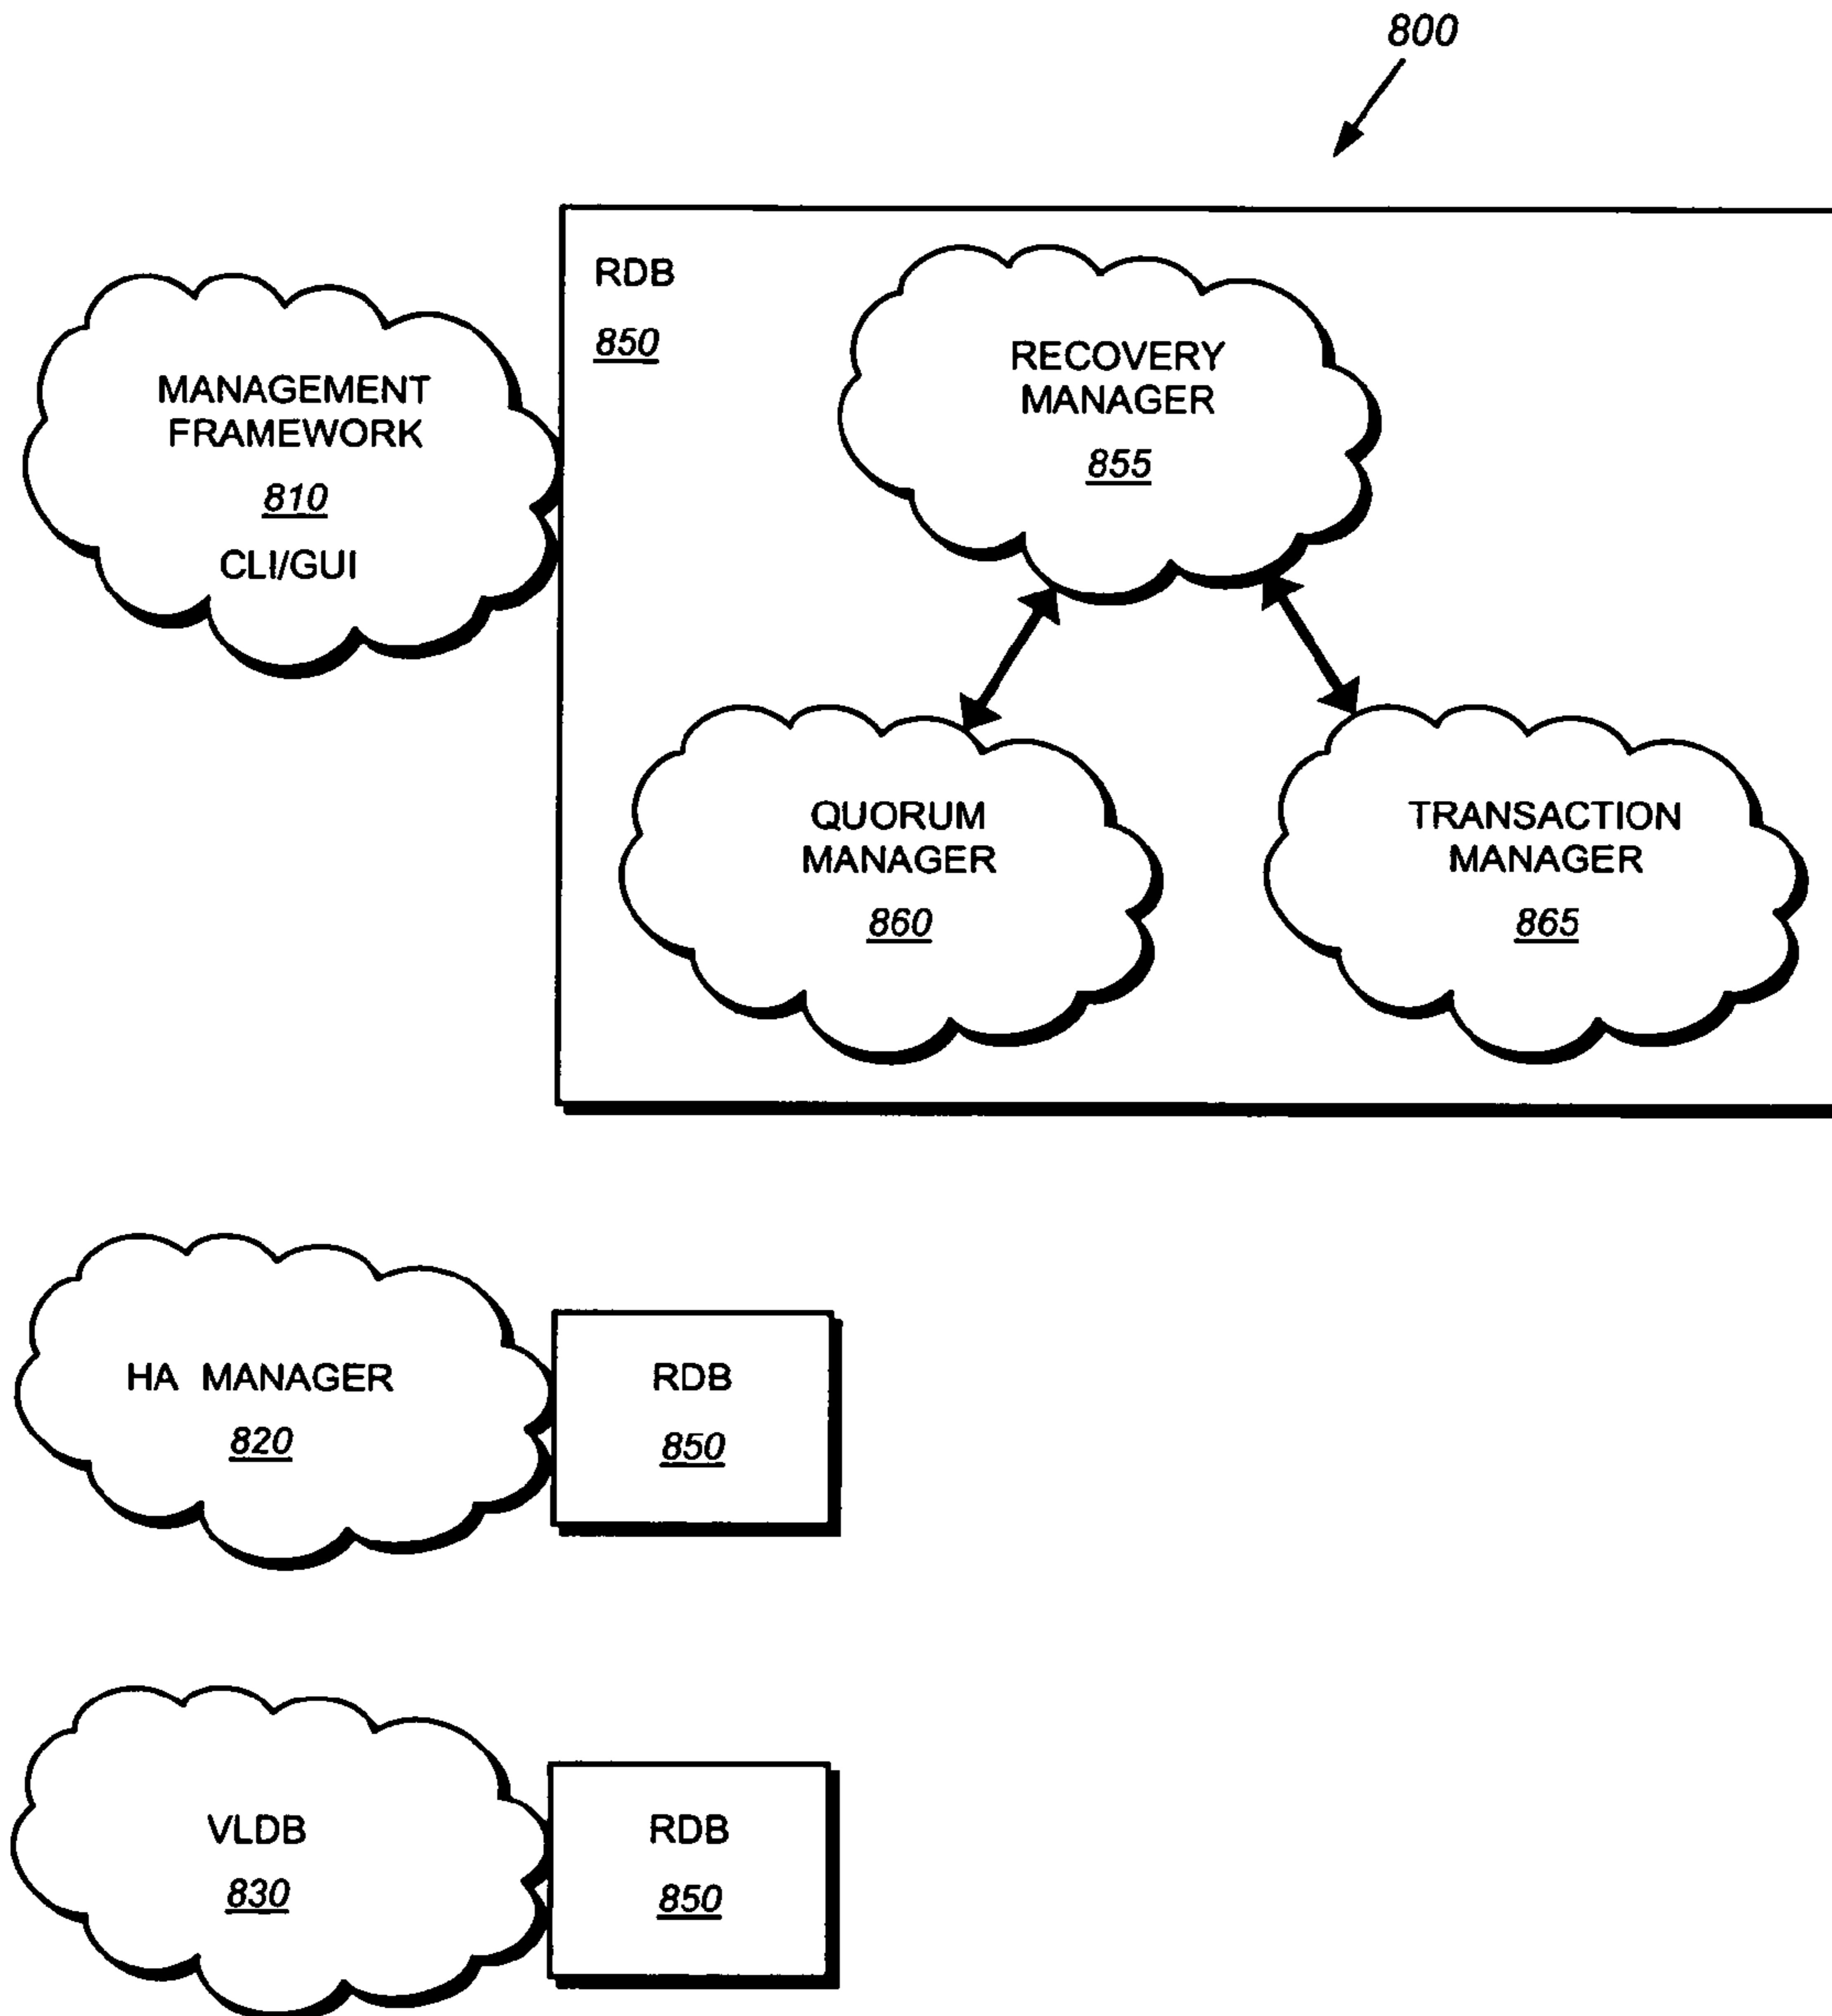 800
RDB
850
MANAGEMENT
FRAMEWORK
810
CLI/GUI
RECOVERY
MANAGER
855
QUORUM
MANAGER
860
TRANSACTION
MANAGER
865
HA MANAGER
820
RDB
850
VLDB
830
RDB
850